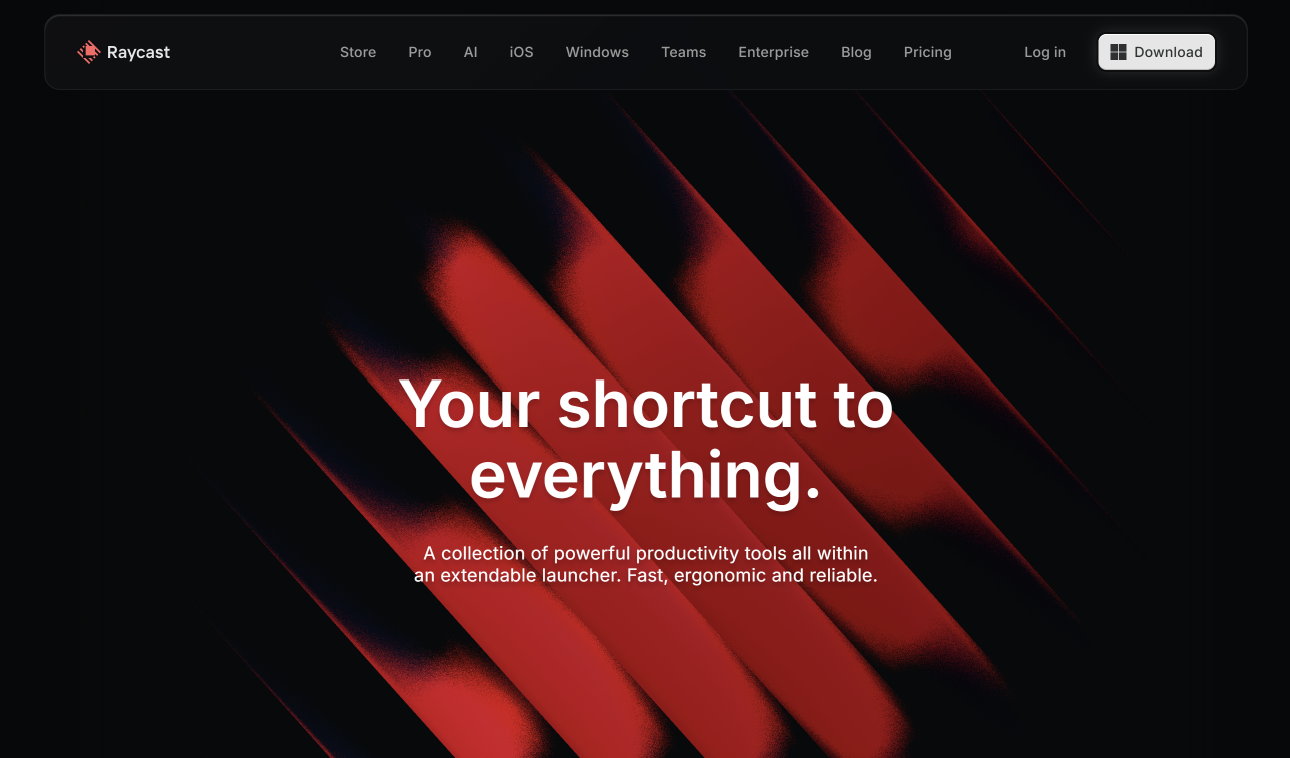 Raycast Store Pro AI iOS Windows Teams Enterprise Blog Pricing Log in Download
Your shortcut to
everything.
A collection of powerful productivity tools all within
an extendable launcher. Fast, ergonomic and reliable.